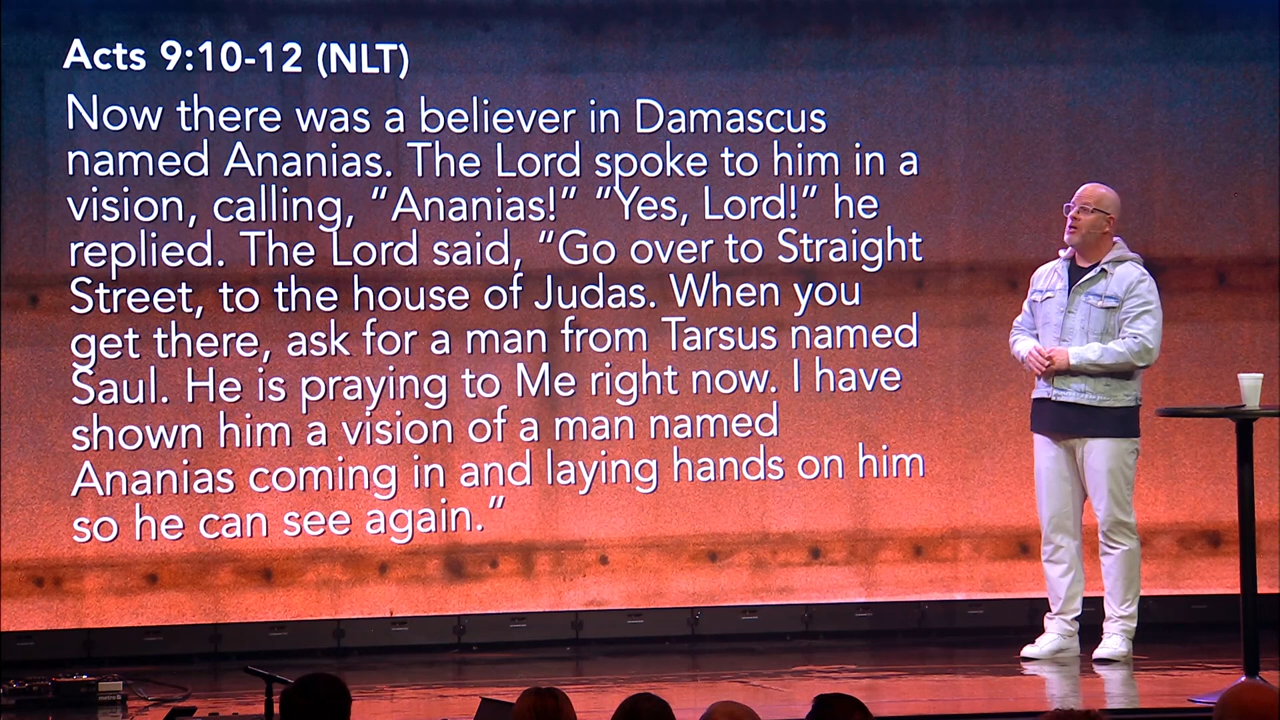 Acts 9:10-12 (NLT)
Now there was a believer in Damascus
named Ananias. The Lord spoke to him in a
vision, calling, “Ananias!” “Yes, Lord!” he
replied. The Lord said, “Go over to Straight
Street, to the house of Judas. When you
get there, ask for a man from Tarsus named
Saul. He is praying to Me right now. I have
shown him a vision of a man named
Ananias coming in and laying hands on him
so he can see again.”